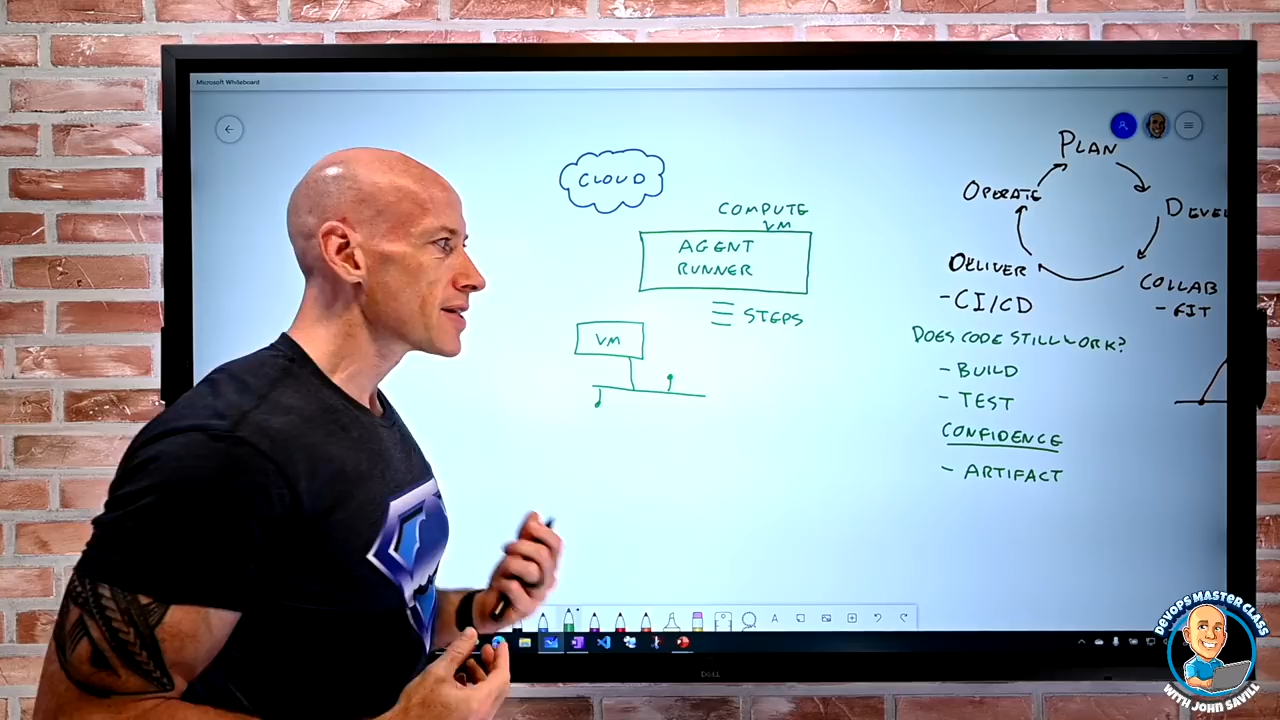 Microsoft Whiteboard
CLOUD
COMPUTE
VM
AGENT
RUNNER
STEPS
VM
PLAN
OPERATE
DEVEL
DELIVER
- CI/CD
COLLAB
- GIT
DOES CODE STILL WORK?
- BUILD
- TEST
CONFIDENCE
- ARTIFACT
DELL
DEVOPS MASTER CLASS
WITH JOHN SAVILL